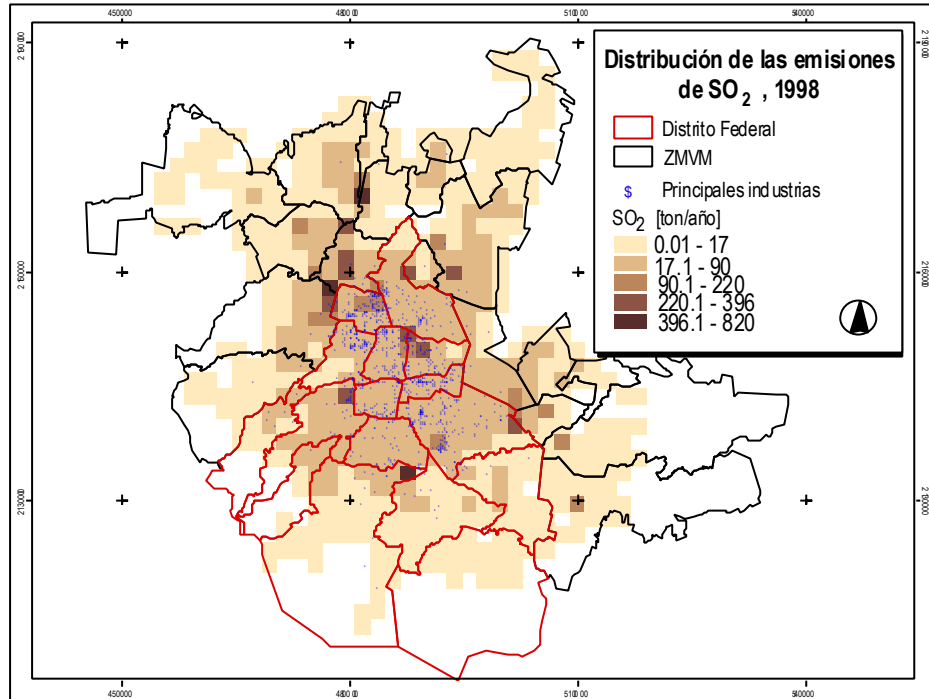 450000 480000 510000 540000
2190000 2190000
Distribución de las emisiones
de SO2 , 1998
Distrito Federal
ZMVM
$ Principales industrias
SO2 [ton/año]
0.01 - 17
17.1 - 90
90.1 - 220
220.1 - 396
396.1 - 820
2160000 2160000
2130000 2130000
450000 480000 510000 540000